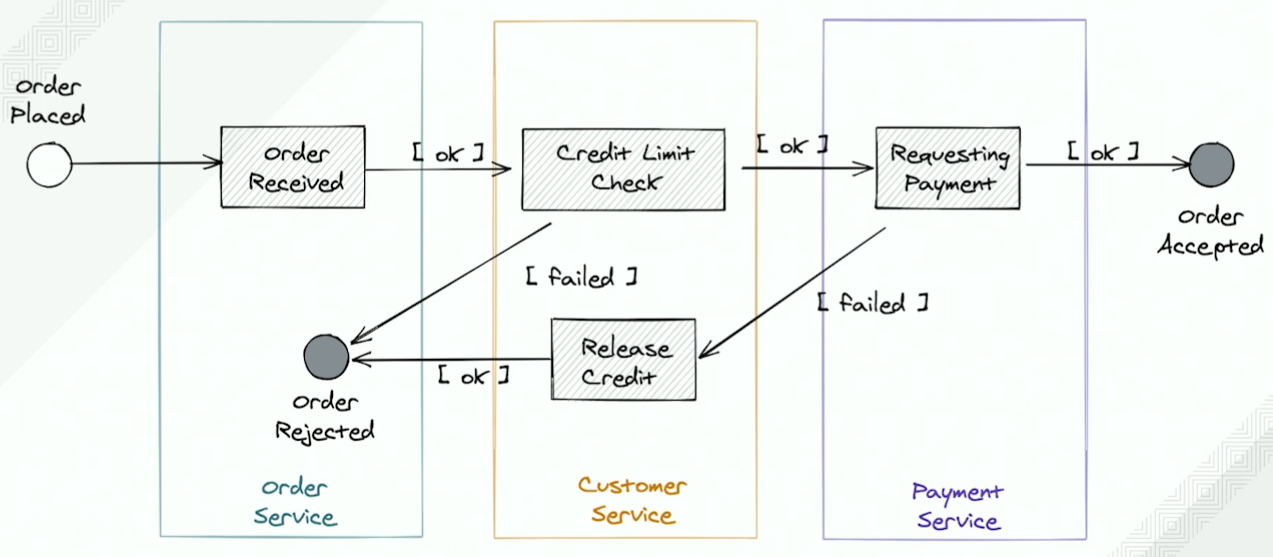 Order
Placed
Order
Received
[ ok ]
Credit Limit
Check
[ ok ]
Requesting
Payment
[ ok ]
Order
Accepted
[ failed ]
[ failed ]
Release
Credit
[ ok ]
Order
Rejected
Order
Service
Customer
Service
Payment
Service